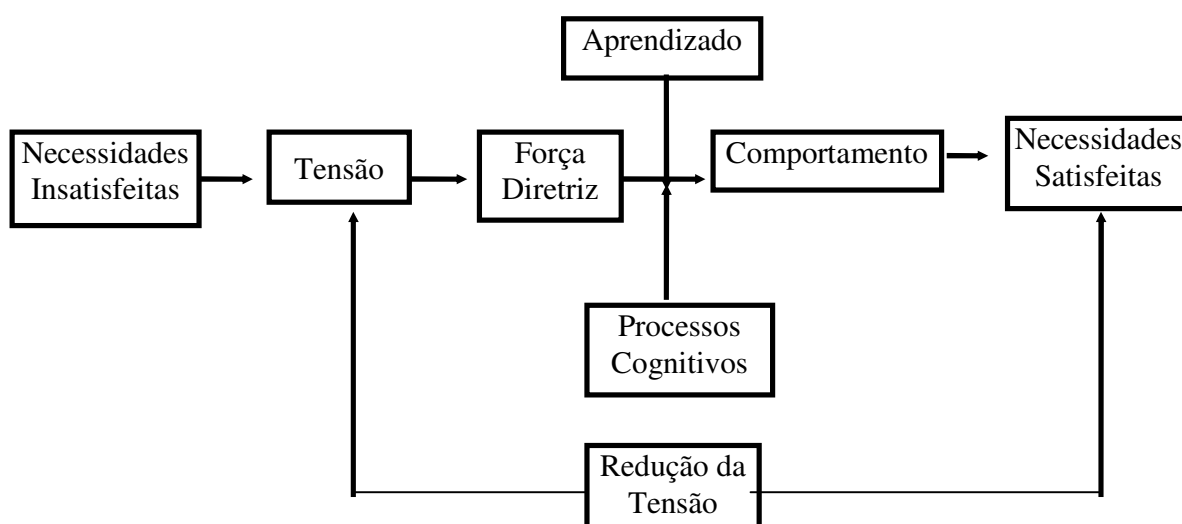 Aprendizado
Necessidades
Insatisfeitas
Tensão
Força
Diretriz
Comportamento
Necessidades
Satisfeitas
Processos
Cognitivos
Redução da
Tensão